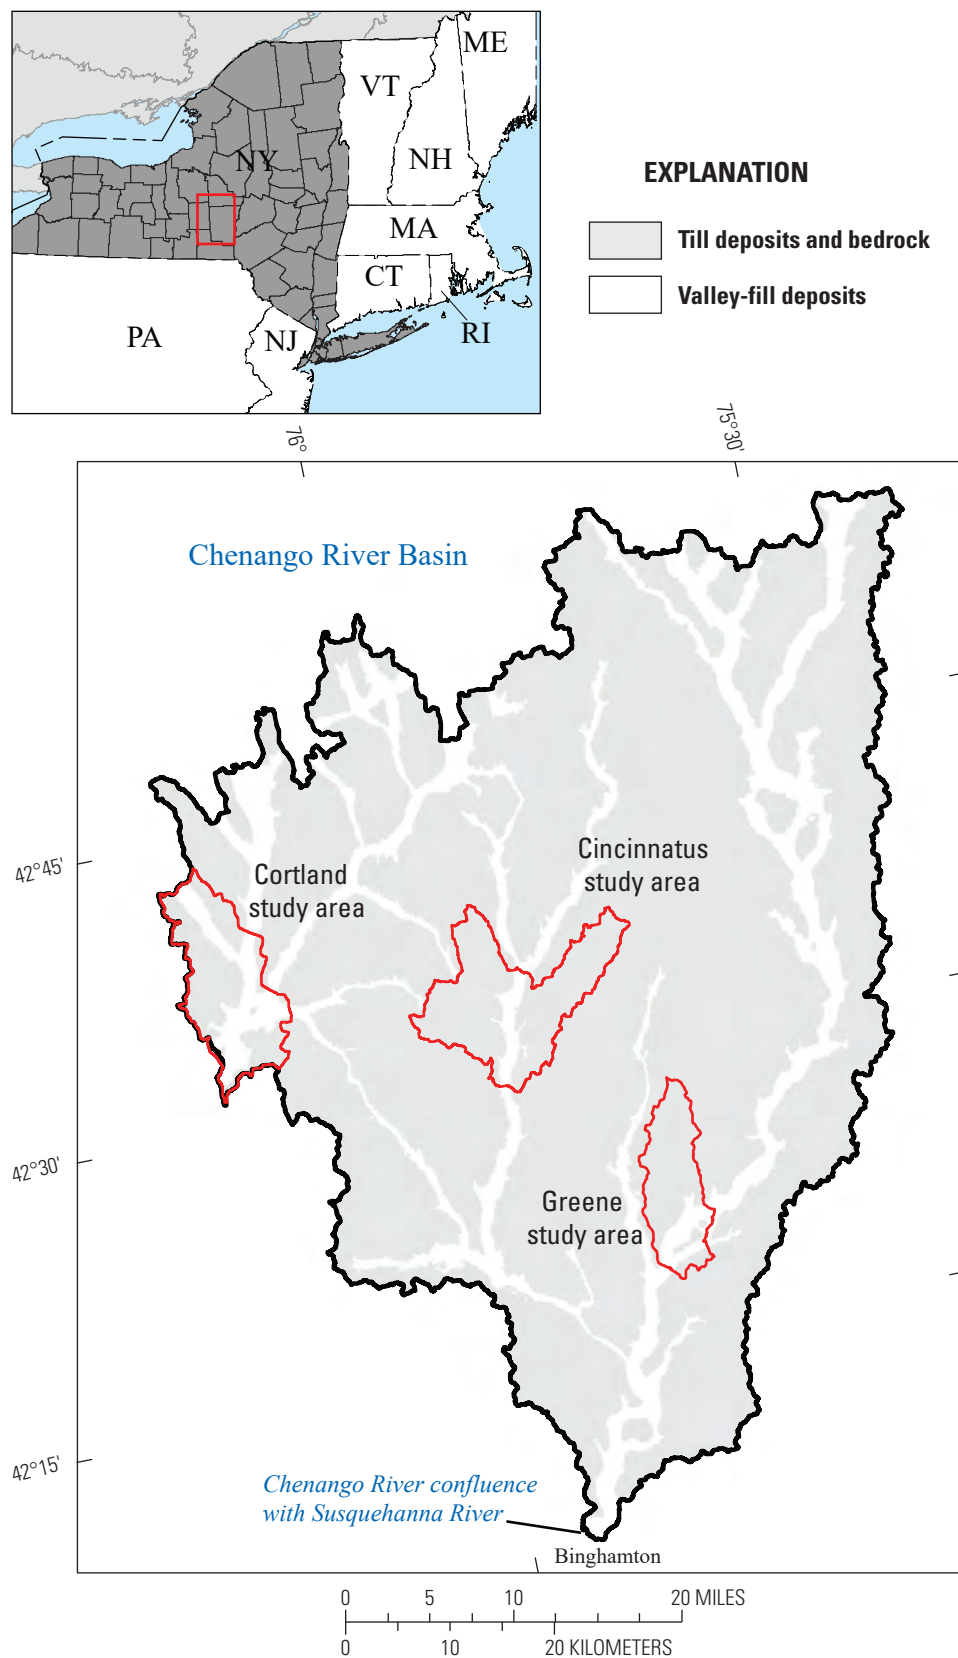 ME
VT
NY
NH
MA
CT
RI
PA
NJ
EXPLANATION
Till deposits and bedrock
Valley-fill deposits
76°
75°30'
Chenango River Basin
42°45'
Cortland
study area
Cincinnatus
study area
42°30'
Greene
study area
42°15'
Chenango River confluence
with Susquehanna River
Binghamton
0 5 10 20 MILES
0 10 20 KILOMETERS